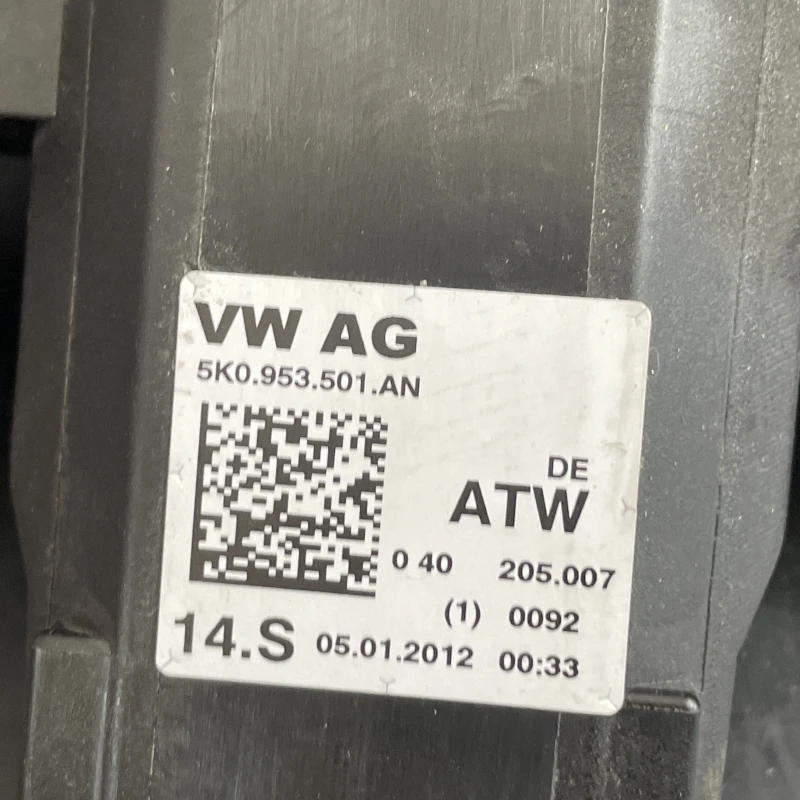 VW AG
5K0.953.501.AN
DE
ATW
0 40 205.007
(1) 0092
14.S 05.01.2012 00:33